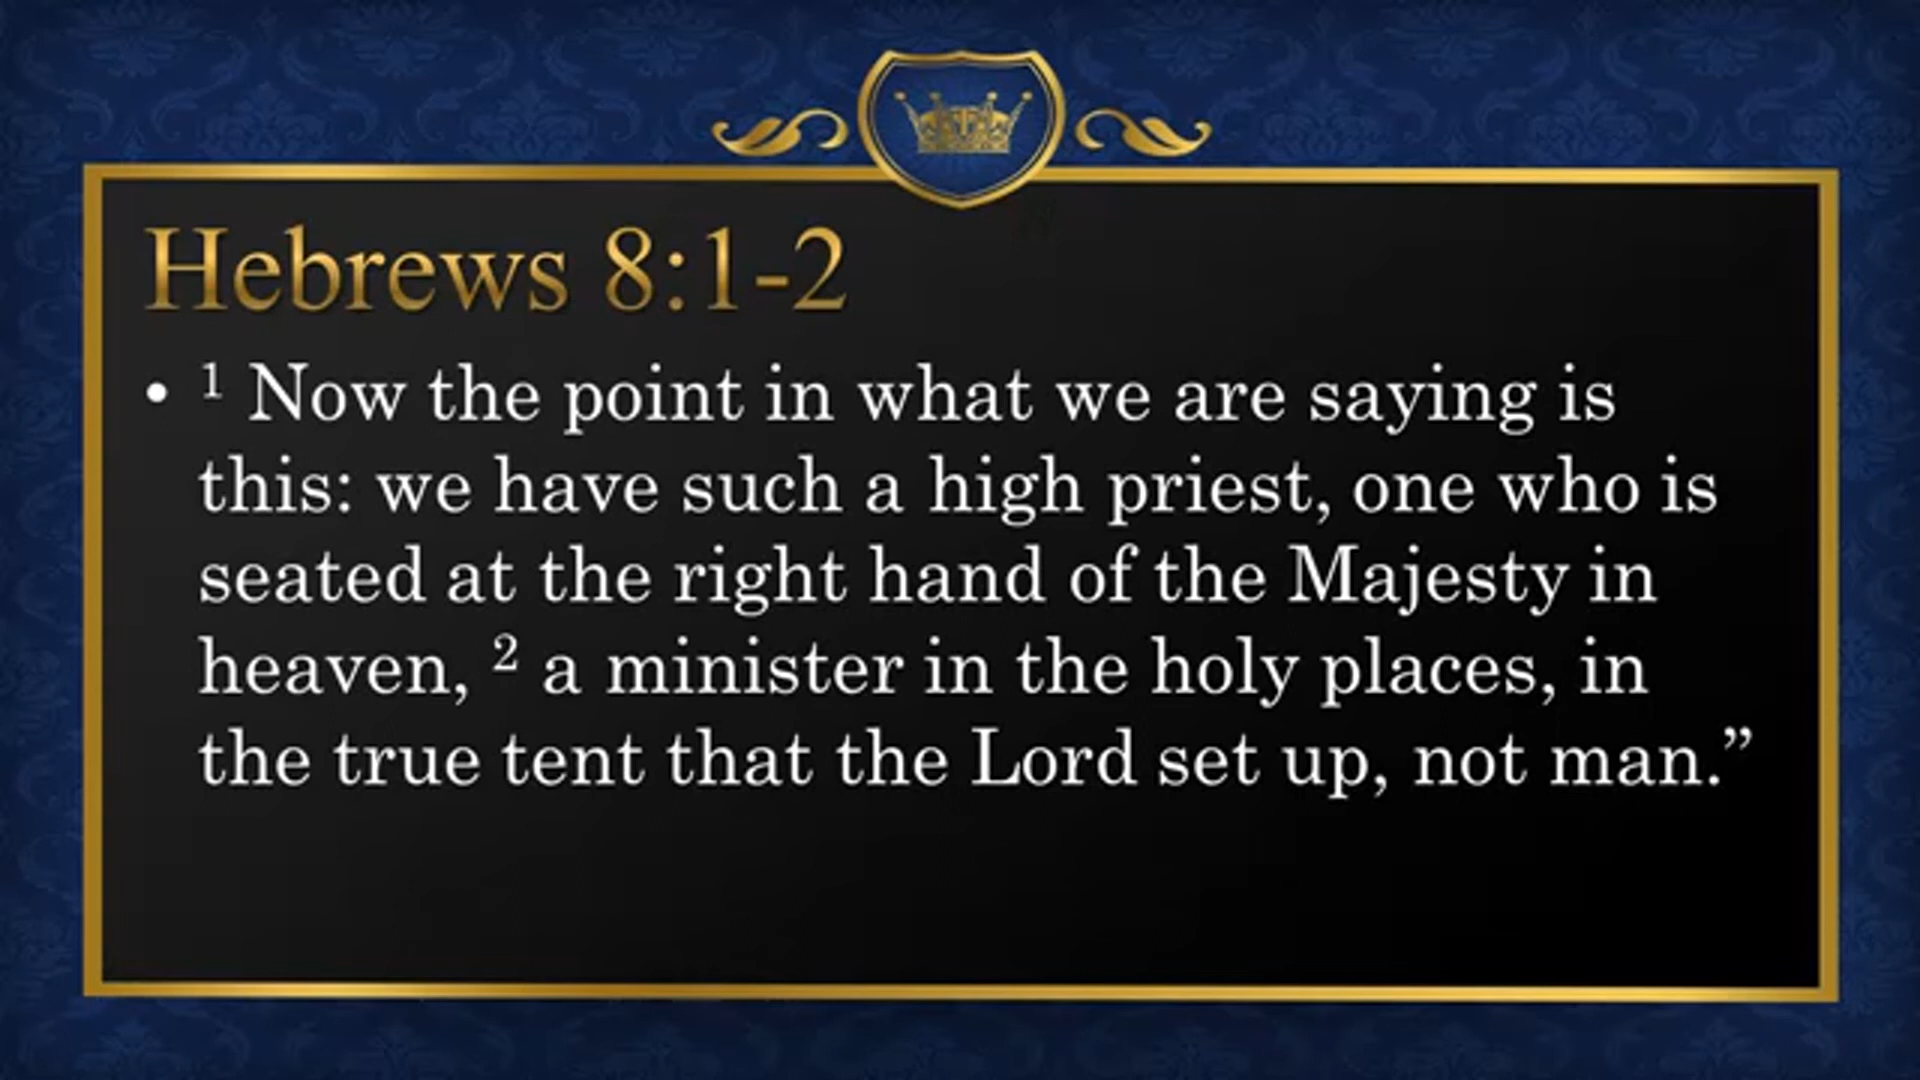 Hebrews 8:1-2
• ¹ Now the point in what we are saying is
this: we have such a high priest, one who is
seated at the right hand of the Majesty in
heaven, ² a minister in the holy places, in
the true tent that the Lord set up, not man.”